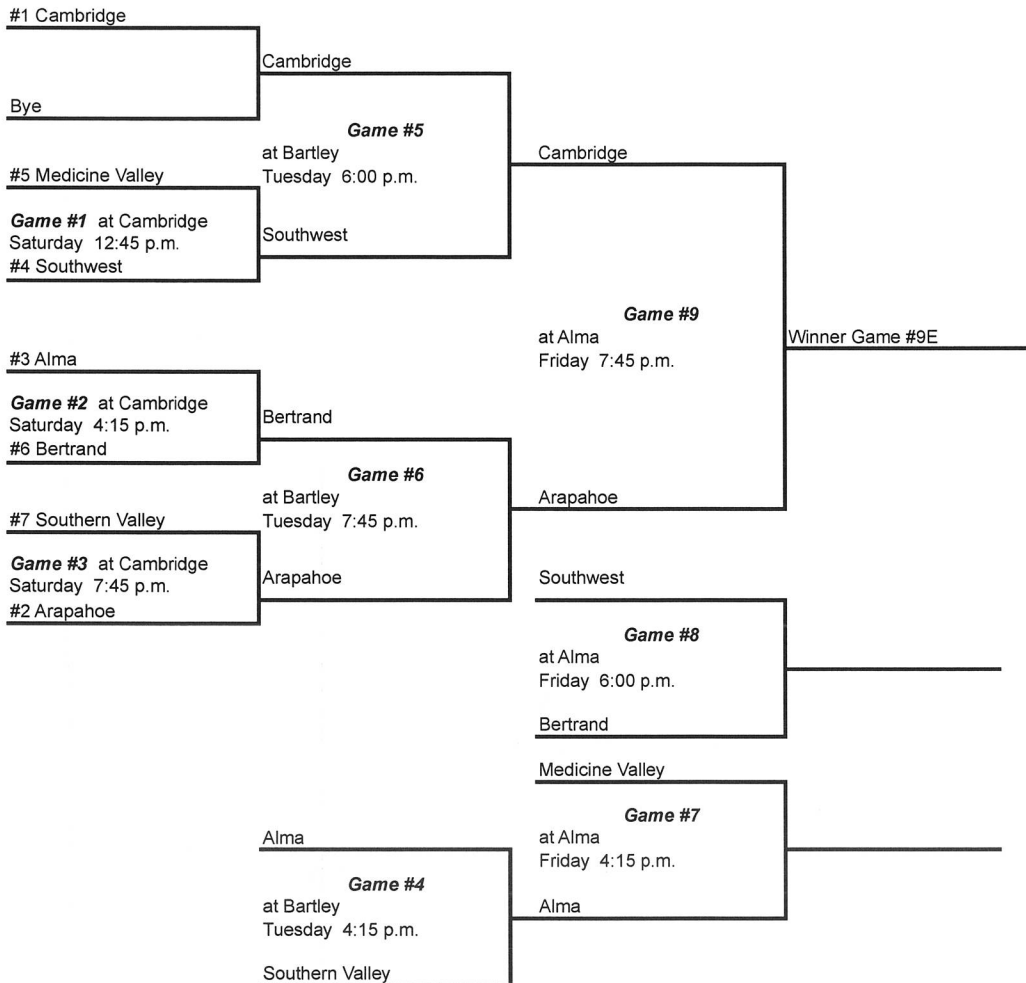 #1 Cambridge
Cambridge
Bye
Game #5
at Bartley
Tuesday 6:00 p.m.
Cambridge
#5 Medicine Valley
Game #1 at Cambridge
Saturday 12:45 p.m.
#4 Southwest
Southwest
Game #9
at Alma
Friday 7:45 p.m.
Winner Game #9E
#3 Alma
Game #2 at Cambridge
Saturday 4:15 p.m.
#6 Bertrand
Bertrand
Game #6
at Bartley
Tuesday 7:45 p.m.
Arapahoe
#7 Southern Valley
Game #3 at Cambridge
Saturday 7:45 p.m.
#2 Arapahoe
Arapahoe
Southwest
Game #8
at Alma
Friday 6:00 p.m.
Bertrand
Medicine Valley
Game #7
at Alma
Friday 4:15 p.m.
Alma
Alma
Game #4
at Bartley
Tuesday 4:15 p.m.
Southern Valley